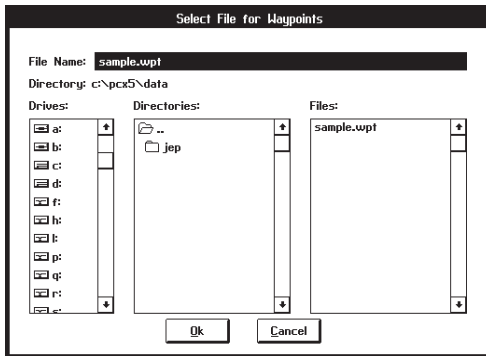 Select File for Waypoints
File Name: sample.wpt
Directory: c:\pcx5\data
Drives:
Directories:
Files:
a:
b:
c:
d:
f:
h:
l:
p:
q:
r:
s:
..
jep
sample.wpt
Ok
Cancel